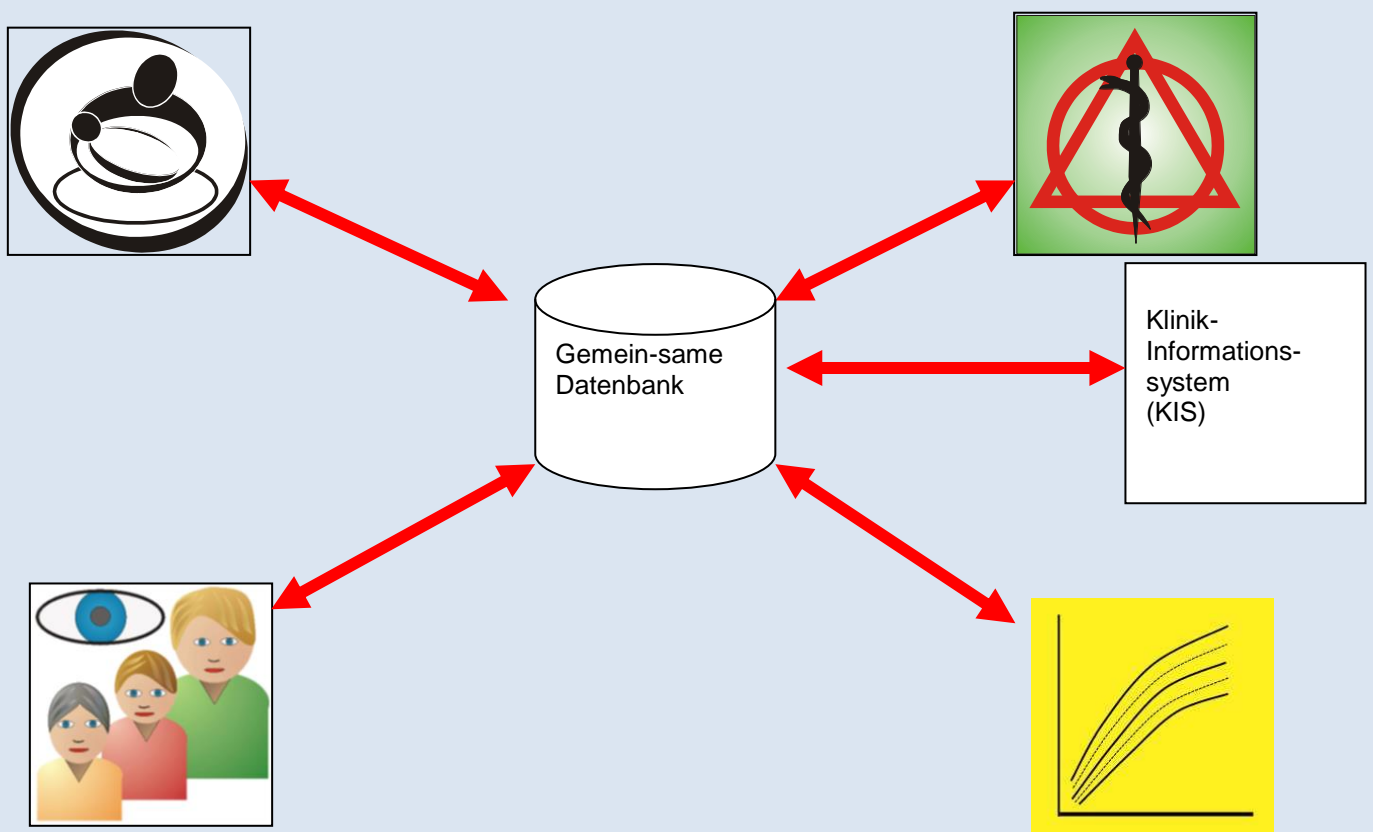 Gemein-same
Datenbank
Klinik-
Informations-
system
(KIS)